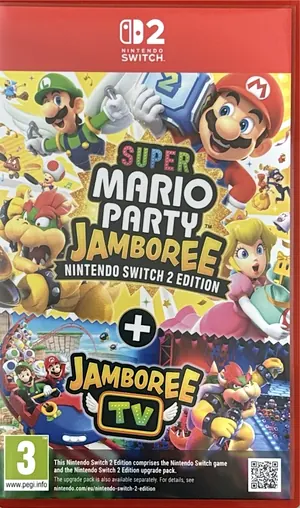 2
NINTENDO
SWITCH™
SUPER
MARIO
PARTY™
JAMBOREE
NINTENDO SWITCH 2 EDITION
+
JAMBOREE
TV
3
www.pegi.info
This Nintendo Switch 2 Edition comprises the Nintendo Switch game
and the Nintendo Switch 2 Edition upgrade pack.
The upgrade pack is also available separately. For details, see
nintendo.com/eu/nintendo-switch-2-edition